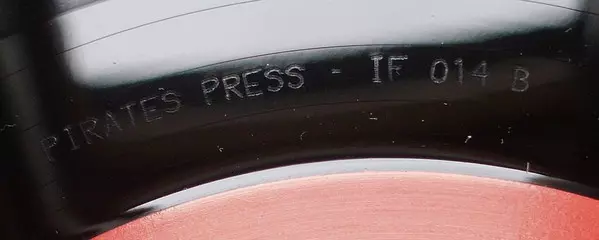 PIRATES PRESS - IF 014 B